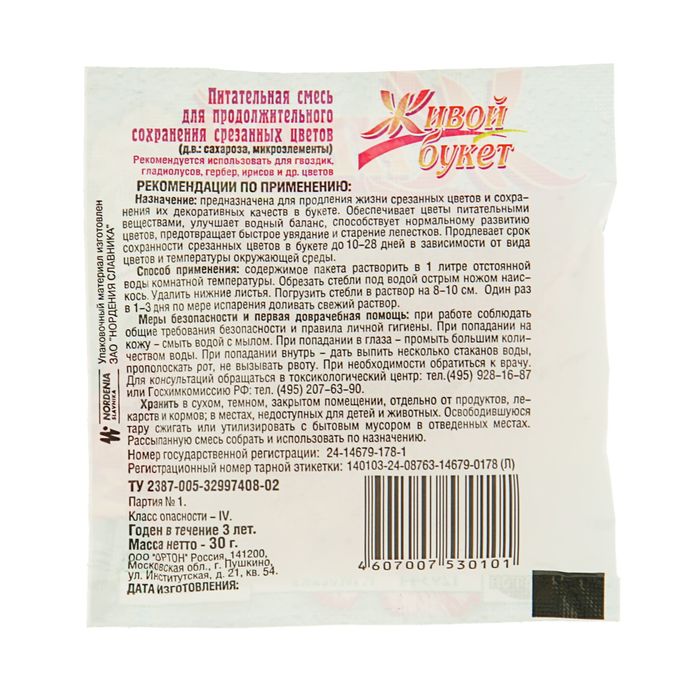 Питательная смесь
для продолжительного
сохранения срезанных цветов
(д.в.: сахароза, микроэлементы)
Рекомендуется использовать для гвоздик,
гладиолусов, гербер, ирисов и др. цветов
Живой
букет
РЕКОМЕНДАЦИИ ПО ПРИМЕНЕНИЮ:
Назначение: предназначена для продления жизни срезанных цветов и сохра-
нения их декоративных качеств в букете. Обеспечивает цветы питательными
веществами, улучшает водный баланс, способствует нормальному развитию
цветов, предотвращает быстрое увядание и старение лепестков. Продлевает срок
сохранности срезанных цветов в букете до 10–28 дней в зависимости от вида
цветов и температуры окружающей среды.
Способ применения: содержимое пакета растворить в 1 литре отстоянной
воды комнатной температуры. Обрезать стебли под водой острым ножом наис-
кось. Удалить нижние листья. Погрузить стебли в раствор на 8–10 см. Один раз
в 1–3 дня по мере испарения доливать свежий раствор.
Меры безопасности и первая доврачебная помощь: при работе соблюдать
общие требования безопасности и правила личной гигиены. При попадании на
кожу – смыть водой с мылом. При попадании в глаза – промыть большим коли-
чеством воды. При попадании внутрь – дать выпить несколько стаканов воды,
прополоскать рот, не вызывать рвоту. При необходимости обратиться к врачу.
Для консультаций обращаться в токсикологический центр: тел.(495) 928-16-87
или Госхимкомиссию РФ: тел. (495) 207-63-90.
Хранить в сухом, темном, закрытом помещении, отдельно от продуктов, ле-
карств и кормов; в местах, недоступных для детей и животных. Освободившуюся
тару сжигать или утилизировать с бытовым мусором в отведенных местах.
Рассыпанную смесь собрать и использовать по назначению.
Номер государственной регистрации: 24-14679-178-1
Регистрационный номер тарной этикетки: 140103-24-08763-14679-0178 (Л)
ТУ 2387-005-32997408-02
Партия № 1.
Класс опасности – IV.
Годен в течение 3 лет.
Масса нетто - 30 г.
ООО "ОРТОН" Россия, 141200,
Московская обл., г. Пушкино,
ул. Институтская, д. 21, кв. 54.
ДАТА ИЗГОТОВЛЕНИЯ:
4 607007 530101
Упаковочный материал изготовлен
ЗАО "НОРДЕНИЯ СЛАВНИКА"
NORDENIA
SLAVNIKA